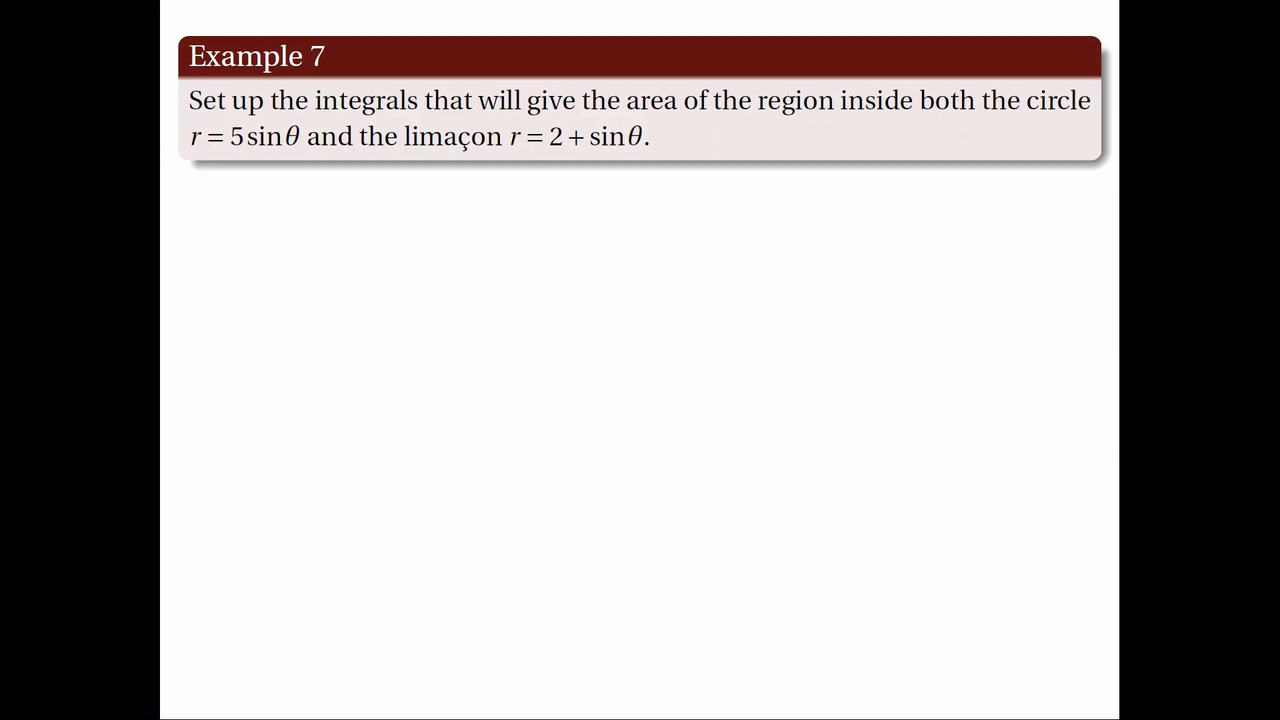 Example 7
Set up the integrals that will give the area of the region inside both the circle
r = 5 sin θ and the limaçon r = 2 + sin θ.